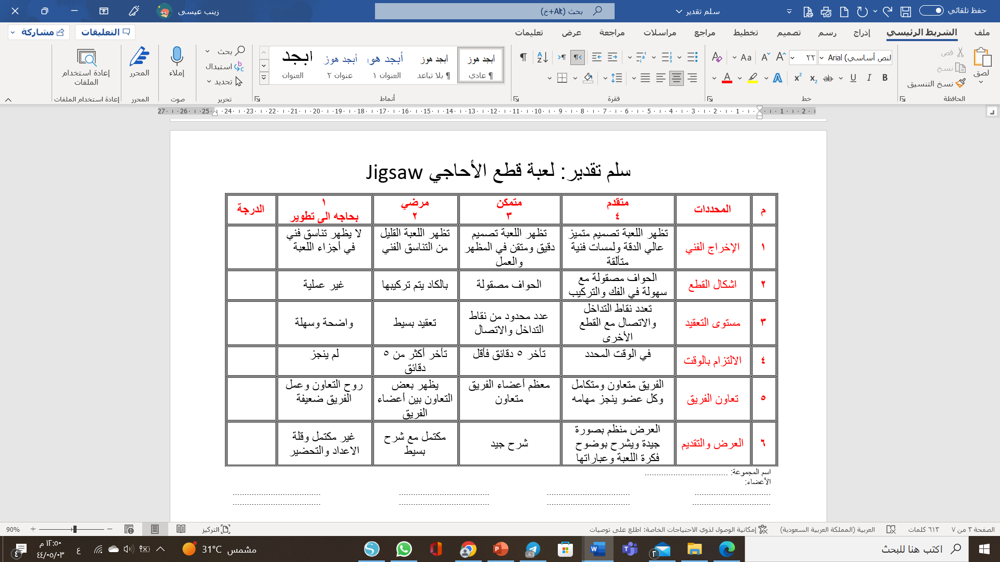 حفظ تلقائي
سلم تقدير
بحث (Alt+خ)
زينب عيسى
ملف
الشريط الرئيسي
إدراج
رسم
تصميم
تخطيط
مراجع
مراسلات
مراجعة
عرض
تعليمات
التعليقات
مشاركة
لصق
قص
نسخ
نسخ التنسيق
الحافظة
لنص أساسي) Arial
٢٢
خط
فقرة
أبجد هوز
¶ عادي
أبجد هوز
¶ بلا تباعد
أبجد هوز
العنوان ١
أبجد هوز
عنوان ٢
ابجد
العنوان
أنماط
بحث
استبدال
تحديد
تحرير
إملاء
صوت
المحرر
المحرر
إعادة استخدام
الملفات
إعادة استخدام الملفات
27 26 25 24 23 22 21 20 19 18 17 16 15 14 13 12 11 10 9 8 7 6 5 4 3 2 1 1 2
سلم تقدير: لعبة قطع الأحاجي Jigsaw
م
المحددات
متقدم
٤
متمكن
٣
مرضي
٢
١
بحاجه الى تطوير
الدرجة
١
الإخراج الفني
تظهر اللعبة تصميم متميز
عالي الدقة ولمسات فنية
متألقة
تظهر اللعبة تصميم
دقيق ومتقن في المظهر
والعمل
تظهر اللعبة القليل
من التناسق الفني
لا يظهر تناسق فني
في أجزاء اللعبة
٢
اشكال القطع
الحواف مصقولة مع
سهولة في الفك والتركيب
الحواف مصقولة
بالكاد يتم تركيبها
غير عملية
٣
مستوى التعقيد
تعدد نقاط التداخل
والاتصال مع القطع
الأخرى
عدد محدود من نقاط
التداخل والاتصال
تعقيد بسيط
واضحة وسهلة
٤
الالتزام بالوقت
في الوقت المحدد
تأخر ٥ دقائق فأقل
تأخر أكثر من ٥
دقائق
لم ينجز
٥
تعاون الفريق
الفريق متعاون ومتكامل
وكل عضو ينجز مهامه
معظم أعضاء الفريق
متعاون
يظهر بعض
التعاون بين أعضاء
الفريق
روح التعاون وعمل
الفريق ضعيفة
٦
العرض والتقديم
العرض منظم بصورة
جيدة ويشرح بوضوح
فكرة اللعبة وعباراتها
شرح جيد
مكتمل مع شرح
بسيط
غير مكتمل وقلة
الاعداد والتحضير
اسم المجموعة: ...................................
الأعضاء:
................................ ................................... ...................................... .....................................
................................ ................................... ...................................... .....................................
الصفحة ٣ من ٧
٦١٣ كلمات
العربية (المملكة العربية السعودية)
إمكانية الوصول لذوي الاحتياجات الخاصة: اطلع على توصيات
التركيز
90%
اكتب هنا للبحث
٢
.63
31°C مشمس
ع
١٢:٥٠ م
٤٤/٠٥/٠٣
٤